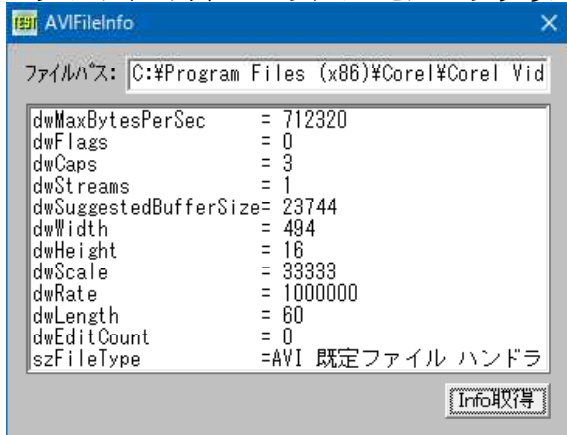 AVIFileInfo
ファイルパス: C:¥Program Files (x86)¥Corel¥Corel Vid
dwMaxBytesPerSec = 712320
dwFlags = 0
dwCaps = 3
dwStreams = 1
dwSuggestedBufferSize= 23744
dwWidth = 494
dwHeight = 16
dwScale = 33333
dwRate = 1000000
dwLength = 60
dwEditCount = 0
szFileType =AVI 既定ファイル ハンドラ
Info取得